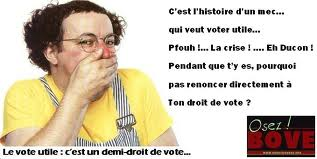 C'est l'histoire d'un mec...
qui veut voter utile...
Pfouh !... La crise ! .... Eh Ducon !
Pendant que t'y es, pourquoi
pas renoncer directement à
Ton droit de vote ?
Osez !
BOVE
Le vote utile : c'est un demi-droit de vote...